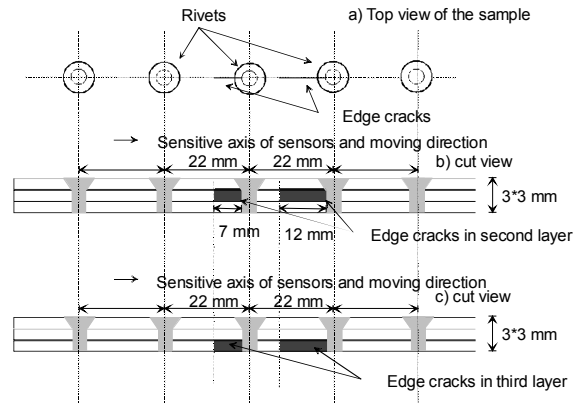 Rivets
a) Top view of the sample
Edge cracks
Sensitive axis of sensors and moving direction
22 mm 22 mm
b) cut view
3*3 mm
7 mm 12 mm
Edge cracks in second layer
Sensitive axis of sensors and moving direction
22 mm 22 mm
c) cut view
3*3 mm
Edge cracks in third layer